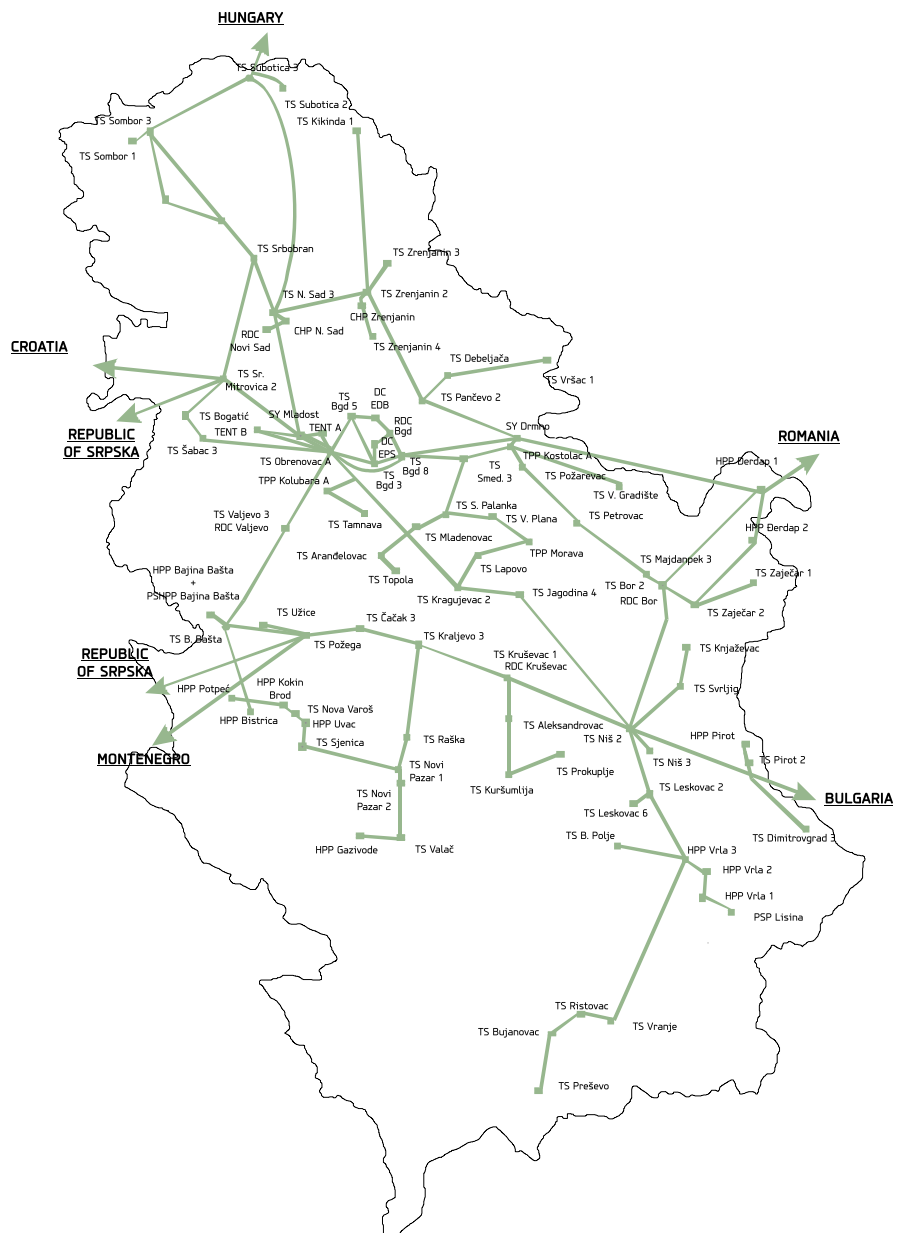 HUNGARY
TS Subotica 3
TS Subotica 2
TS Sombor 3
TS Kikinda 1
TS Sombor 1
TS Srbobran
TS Zrenjanin 3
TS N. Sad 3
TS Zrenjanin 2
CHP Zrenjanin
CHP N. Sad
RDC
Novi Sad
TS Zrenjanin 4
CROATIA
TS Debeljača
TS Sr.
Mitrovica 2
TS Vršac 1
TS Pančevo 2
DC
EDB
TS
Bgd 5
TS Bogatić
SY Mladost
RDC
Bgd
TENT B
TENT A
SY Drmno
REPUBLIC
OF SRPSKA
ROMANIA
TS Šabac 3
DC
EPS
TS Obrenovac A
TPP Kostolac A
HPP Đerdap 1
TS
Bgd 8
TS
Smed. 3
TS
Bgd 3
TPP Kolubara A
TS Požarevac
TS V. Gradište
TS Valjevo 3
RDC Valjevo
TS Tamnava
TS S. Palanka
TS V. Plana
TS Petrovac
HPP Đerdap 2
TS Mladenovac
TS Aranđelovac
TPP Morava
TS Lapovo
TS Majdanpek 3
HPP Bajina Bašta
+
PSHPP Bajina Bašta
TS Topola
TS Zaječar 1
TS Kragujevac 2
TS Jagodina 4
TS Bor 2
RDC Bor
TS Zaječar 2
TS Užice
TS Čačak 3
TS B. Bašta
TS Požega
TS Kraljevo 3
TS Knjaževac
REPUBLIC
OF SRPSKA
TS Kruševac 1
RDC Kruševac
HPP Potpeć
HPP Kokin
Brod
TS Svrljig
TS Nova Varoš
HPP Bistrica
HPP Uvac
TS Aleksandrovac
TS Niš 2
HPP Pirot
TS Sjenica
TS Raška
MONTENEGRO
TS Niš 3
TS Pirot 2
TS Novi
Pazar 1
TS Prokuplje
TS Kuršumlija
TS Leskovac 2
TS Novi
Pazar 2
BULGARIA
TS Leskovac 6
TS B. Polje
TS Dimitrovgrad 3
HPP Gazivode
TS Valač
HPP Vrla 3
HPP Vrla 2
HPP Vrla 1
PSP Lisina
TS Ristovac
TS Vranje
TS Bujanovac
TS Preševo